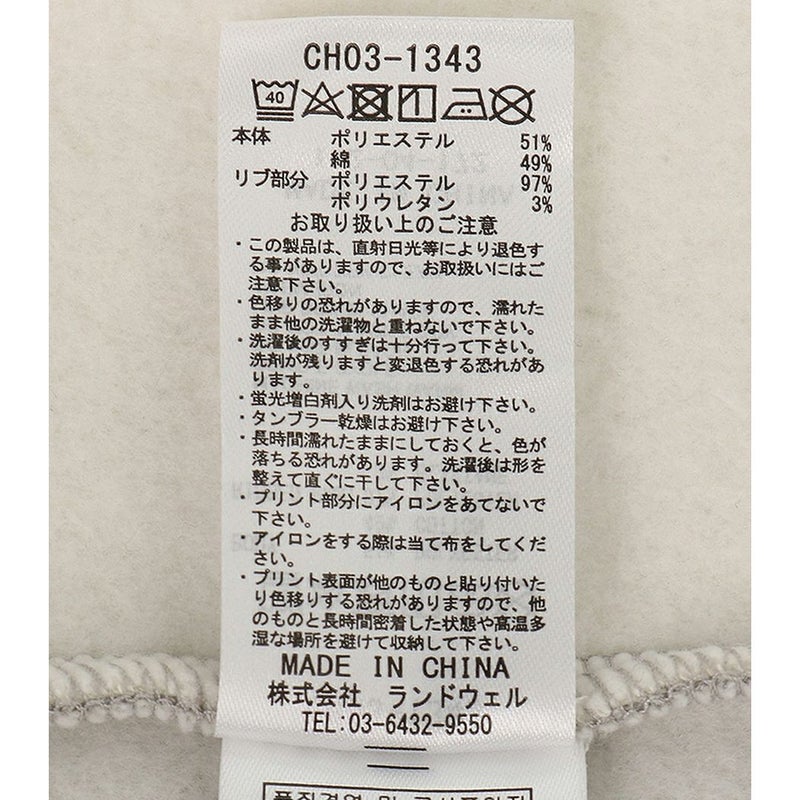 CH03-1343
40
本体 ポリエステル 51%
綿 49%
リブ部分 ポリエステル 97%
ポリウレタン 3%
お取り扱い上のご注意
・この製品は、直射日光等により退色す
る事がありますので、お取扱いにはご
注意下さい。
・色移りの恐れがありますので、濡れた
まま他の洗濯物と重ねないで下さい。
・洗濯後のすすぎは十分行って下さい。
洗剤が残りますと変退色する恐れがあ
ります。
・蛍光増白剤入り洗剤はお避け下さい。
・タンブラー乾燥はお避け下さい。
・長時間濡れたままにしておくと、色が
落ちる恐れがあります。洗濯後は形を
整えて直ぐに干して下さい。
・プリント部分にアイロンをあてないで
下さい。
・アイロンをする際は当て布をしてくだ
さい。
・プリント表面が他のものと貼り付いた
り色移りする恐れがありますので、他
のものと長時間密着した状態や高温多
湿な場所を避けて収納して下さい。
MADE IN CHINA
株式会社 ランドウェル
TEL:03-6432-9550